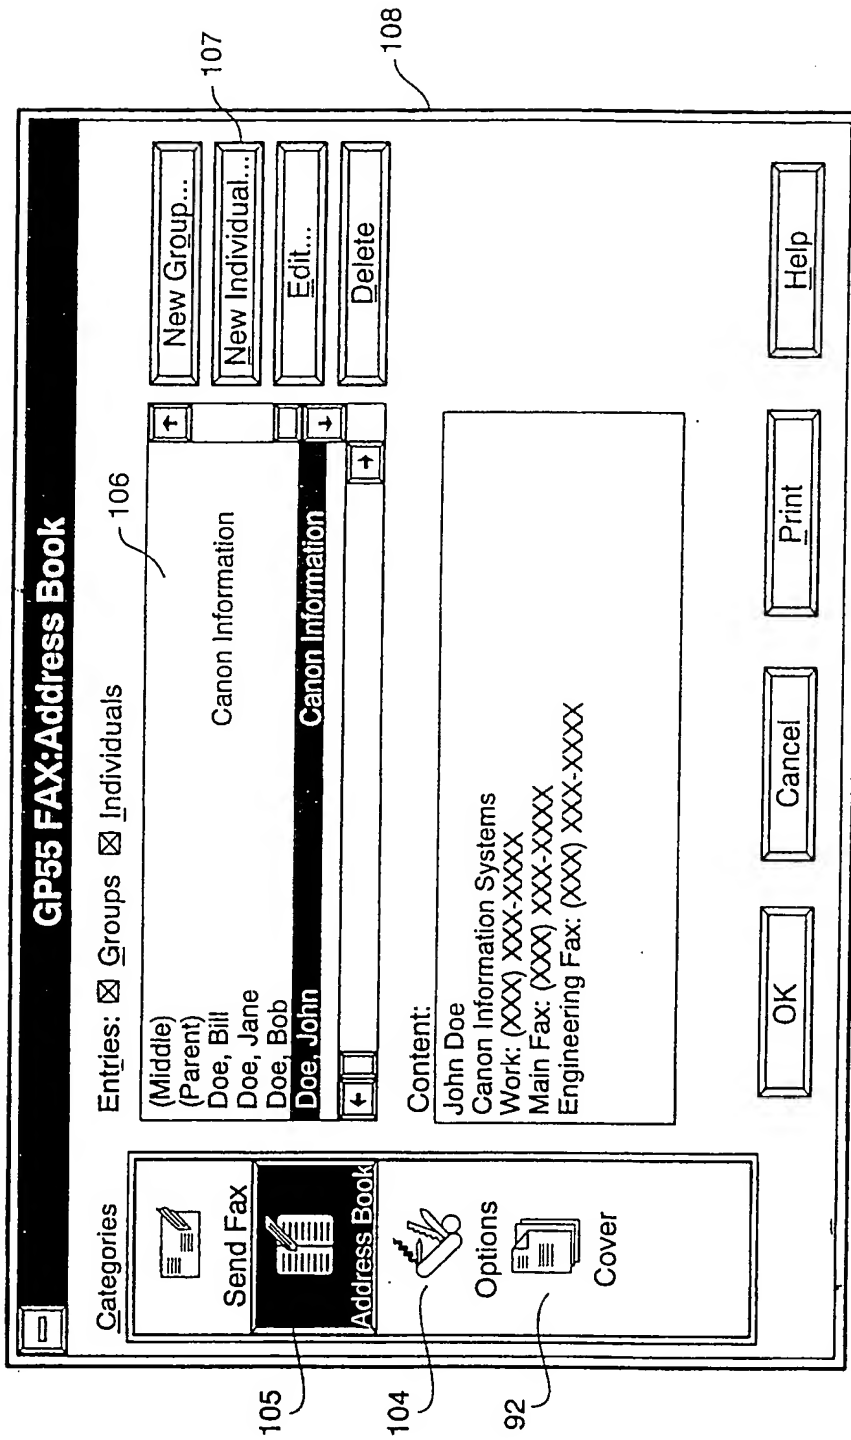 GP55 FAX:Address Book
Categories
Send Fax
Address Book
Options
Cover
Entries: ☒ Groups ☒ Individuals
(Middle)
(Parent)
Doe, Bill
Doe, Jane Canon Information
Doe, Bob
Doe, John Canon Information
New Group...
New Individual...
Edit...
Delete
Content:
John Doe
Canon Information Systems
Work: (XXX) XXX-XXXX
Main Fax: (XXX) XXX-XXXX
Engineering Fax: (XXX) XXX-XXXX
OK
Cancel
Print
Help
105
104
92
106
107
108